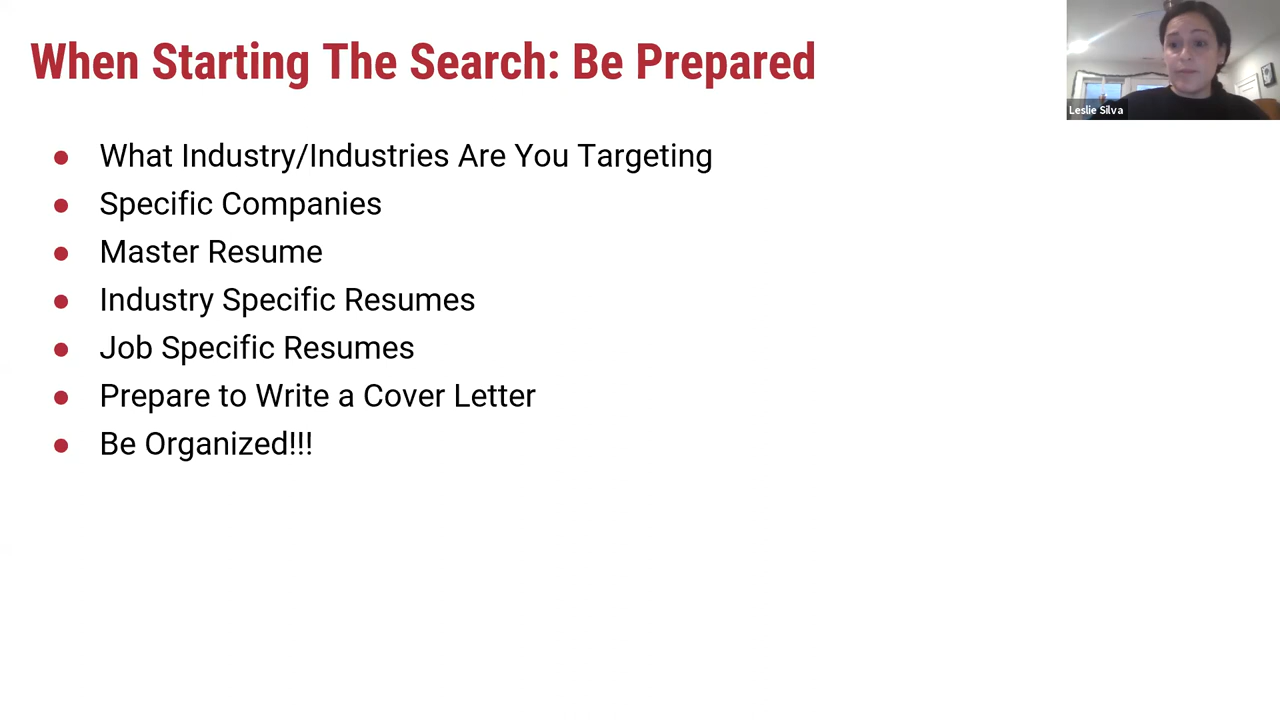 When Starting The Search: Be Prepared
Leslie Silva
● What Industry/Industries Are You Targeting
● Specific Companies
● Master Resume
● Industry Specific Resumes
● Job Specific Resumes
● Prepare to Write a Cover Letter
● Be Organized!!!